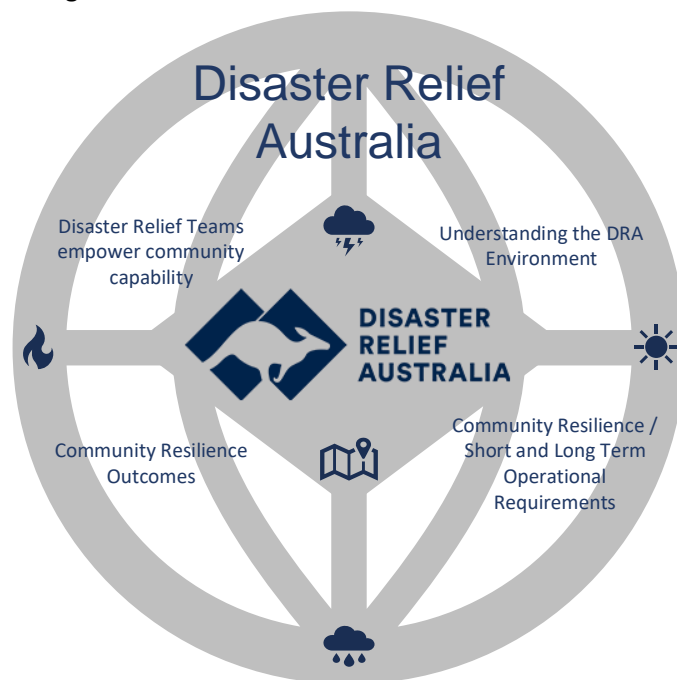 Disaster Relief
Australia
Disaster Relief Teams
empower community
capability
Understanding the DRA
Environment
DISASTER
RELIEF
AUSTRALIA
Community Resilience
Outcomes
Community Resilience /
Short and Long Term
Operational
Requirements